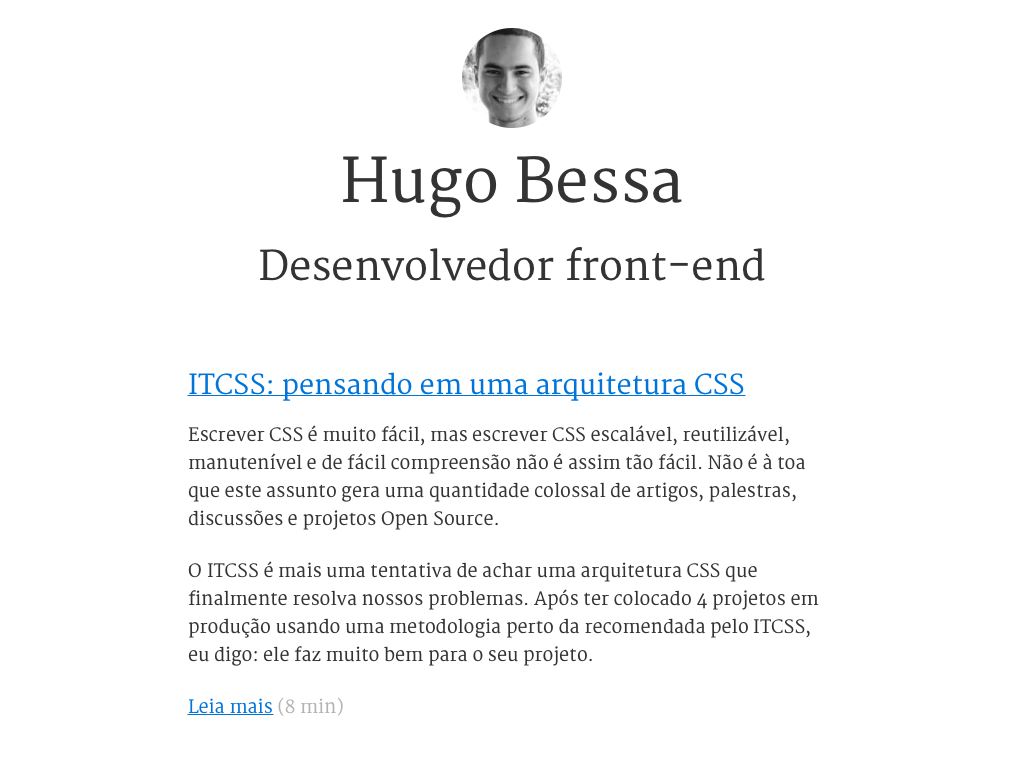 Hugo Bessa
Desenvolvedor front-end
ITCSS: pensando em uma arquitetura CSS
Escrever CSS é muito fácil, mas escrever CSS escalável, reutilizável,
manutenível e de fácil compreensão não é assim tão fácil. Não é à toa
que este assunto gera uma quantidade colossal de artigos, palestras,
discussões e projetos Open Source.
O ITCSS é mais uma tentativa de achar uma arquitetura CSS que
finalmente resolva nossos problemas. Após ter colocado 4 projetos em
produção usando uma metodologia perto da recomendada pelo ITCSS,
eu digo: ele faz muito bem para o seu projeto.
Leia mais (8 min)